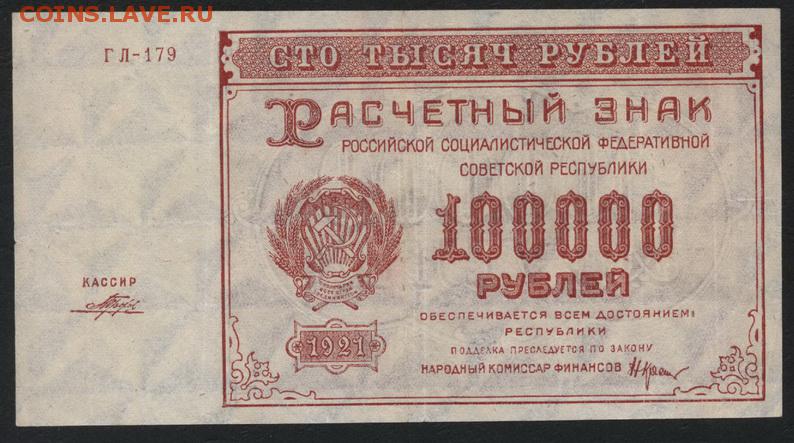 COINS.LAVE.RU
ГЛ-179
СТО ТЫСЯЧ РУБЛЕЙ
РАСЧЕТНЫЙ ЗНАК
РОССИЙСКОЙ СОЦИАЛИСТИЧЕСКОЙ ФЕДЕРАТИВНОЙ
СОВЕТСКОЙ РЕСПУБЛИКИ
100000
РУБЛЕЙ
КАССИР
ОБЕСПЕЧИВАЕТСЯ ВСЕМ ДОСТОЯНИЕМ
РЕСПУБЛИКИ
1921
ПОДДЕЛКА ПРЕСЛЕДУЕТСЯ ПО ЗАКОНУ
НАРОДНЫЙ КОМИССАР ФИНАНСОВ